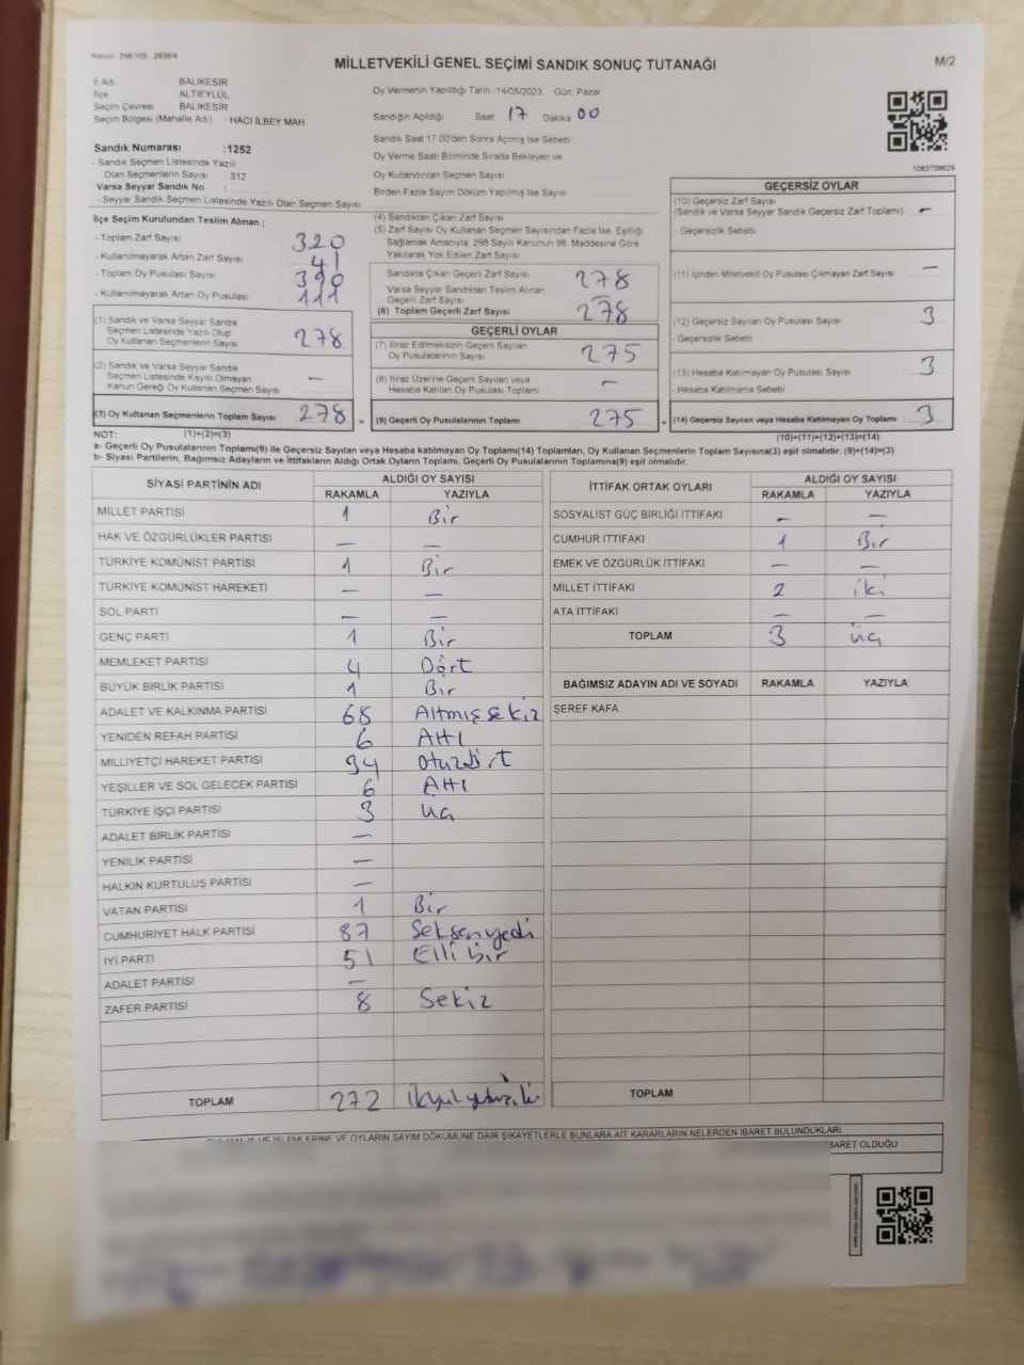 MİLLETVEKİLİ GENEL SEÇİMİ SANDIK SONUÇ TUTANAĞI
M/2
İl Adı BALIKESİR
İlçe ALTIEYLÜL
Seçim Çevresi BALIKESİR
Seçim Bölgesi (Mahalle Adı) : HACI İLBEY MAH
Sandık Numarası :1252
- Sandık Seçmen Listesinde Yazılı
Olan Seçmenlerin Sayısı : 312
Varsa Seyyar Sandık No :
- Seyyar Sandık Seçmen Listesinde Yazılı Olan Seçmen Sayısı
Oy Vermenin Yapıldığı Tarih : 14/05/2023 Gün: Pazar
Sandığın Açıldığı Saat 17 Dakika 00
Sandık Saat 17.00'den Sonra Açılmış İse Sebebi
Oy Verme Saati Bitiminde Sırada Bekleyen ve
Oy Kullandırılan Seçmen Sayısı
Birden Fazla Sayım Döküm Yapılmış İse Sayısı
1083709629
İlçe Seçim Kurulundan Teslim Alınan :
- Toplam Zarf Sayısı 320
- Kullanılmayarak Artan Zarf Sayısı 41
- Toplam Oy Pusulası Sayısı 390
- Kullanılmayarak Artan Oy Pusulası 111
(1) Sandık ve Varsa Seyyar Sandık
Seçmen Listesinde Yazılı Olup
Oy Kullanan Seçmenlerin Sayısı 278
(2) Sandık ve Varsa Seyyar Sandık
Seçmen Listesinde Kayıtlı Olmayan
Kanun Gereği Oy Kullanan Seçmen Sayısı —
(3) Oy Kullanan Seçmenlerin Toplam Sayısı 278
(4) Sandıktan Çıkan Zarf Sayısı
(5) Zarf Sayısı Oy Kullanan Seçmen Sayısından Fazla İse, Eşitliği
Sağlamak Amacıyla, 298 Sayılı Kanunun 98. Maddesine Göre
Yakılarak Yok Edilen Zarf Sayısı
Sandıkta Çıkan Geçerli Zarf Sayısı 278
Varsa Seyyar Sandıktan Teslim Alınan
Geçerli Zarf Sayısı —
(6) Toplam Geçerli Zarf Sayısı 278
GEÇERLİ OYLAR
(7) İtiraz Edilmeksizin Geçerli Sayılan
Oy Pusulalarının Sayısı 275
(8) İtiraz Üzerine Geçerli Sayılan veya
Hesaba Katılan Oy Pusulası Toplamı —
(9) Geçerli Oy Pusulalarının Toplamı 275
GEÇERSİZ OYLAR
(10) Geçersiz Zarf Sayısı
(Sandık ve Varsa Seyyar Sandık Geçersiz Zarf Toplamı) —
- Geçersizlik Sebebi
(11) İçinden Milletvekili Oy Pusulası Çıkmayan Zarf Sayısı —
(12) Geçersiz Sayılan Oy Pusulası Sayısı 3
- Geçersizlik Sebebi
(13) Hesaba Katılmayan Oy Pusulası Sayısı 3
- Hesaba Katılmama Sebebi
(14) Geçersiz Sayılan veya Hesaba Katılmayan Oy Toplamı 3
NOT: (1)+(2)=(3) (10)+(11)+(12)+(13)=(14)
a- Geçerli Oy Pusulalarının Toplamı(9) ile Geçersiz Sayılan veya Hesaba Katılmayan Oy Toplamı(14) Toplamları, Oy Kullanan Seçmenlerin Toplam Sayısına(3) eşit olmalıdır. (9)+(14)=(3)
b- Siyasi Partilerin, Bağımsız Adayların ve İttifakların Aldığı Ortak Oyların Toplamı, Geçerli Oy Pusulalarının Toplamına(9) eşit olmalıdır.
SİYASİ PARTİNİN ADI ALDIĞI OY SAYISI
RAKAMLA YAZIYLA
MİLLET PARTİSİ 1 Bir
HAK VE ÖZGÜRLÜKLER PARTİSİ — —
TÜRKİYE KOMÜNİST PARTİSİ 1 Bir
TÜRKİYE KOMÜNİST HAREKETİ — —
SOL PARTİ — —
GENÇ PARTİ 1 Bir
MEMLEKET PARTİSİ 4 Dört
BÜYÜK BİRLİK PARTİSİ 1 Bir
ADALET VE KALKINMA PARTİSİ 68 Altmışsekiz
YENİDEN REFAH PARTİSİ 6 Altı
MİLLİYETÇİ HAREKET PARTİSİ 34 otuzdört
YEŞİLLER VE SOL GELECEK PARTİSİ 6 Altı
TÜRKİYE İŞÇİ PARTİSİ 3 üç
ADALET BİRLİK PARTİSİ —
YENİLİK PARTİSİ —
HALKIN KURTULUŞ PARTİSİ —
VATAN PARTİSİ 1 Bir
CUMHURİYET HALK PARTİSİ 87 Seksenyedi
İYİ PARTİ 51 Elli bir
ADALET PARTİSİ —
ZAFER PARTİSİ 8 Sekiz
TOPLAM 272
İTTİFAK ORTAK OYLARI ALDIĞI OY SAYISI
RAKAMLA YAZIYLA
SOSYALİST GÜÇ BİRLİĞİ İTTİFAKI — —
CUMHUR İTTİFAKI 1 Bir
EMEK VE ÖZGÜRLÜK İTTİFAKI — —
MİLLET İTTİFAKI 2 iki
ATA İTTİFAKI — —
TOPLAM 3 üç
BAĞIMSIZ ADAYIN ADI VE SOYADI RAKAMLA YAZIYLA
ŞEREF KAFA
TOPLAM
VE OYLARIN SAYIM DÖKÜMÜNE DAİR ŞİKAYETLERLE BUNLARA AİT KARARLARIN NELERDEN İBARET BULUNDUKLARI
OLDUĞU